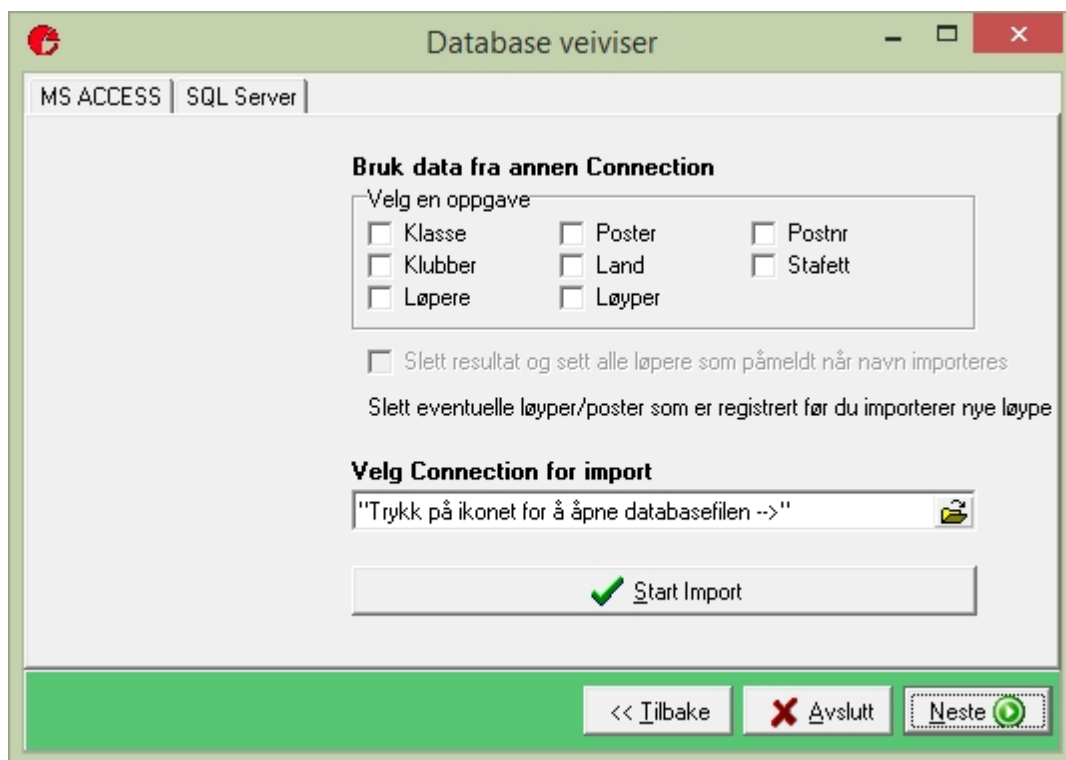 Database veiviser
MS ACCESS SQL Server
Bruk data fra annen Connection
Velg en oppgave
Klasse Poster Postnr
Klubber Land Stafett
Løpere Løyper
Slett resultat og sett alle løpere som påmeldt når navn importeres
Slett eventuelle løyper/poster som er registrert før du importerer nye løype
Velg Connection for import
"Trykk på ikonet for å åpne databasefilen -->"
Start Import
<< Tilbake Avslutt Neste